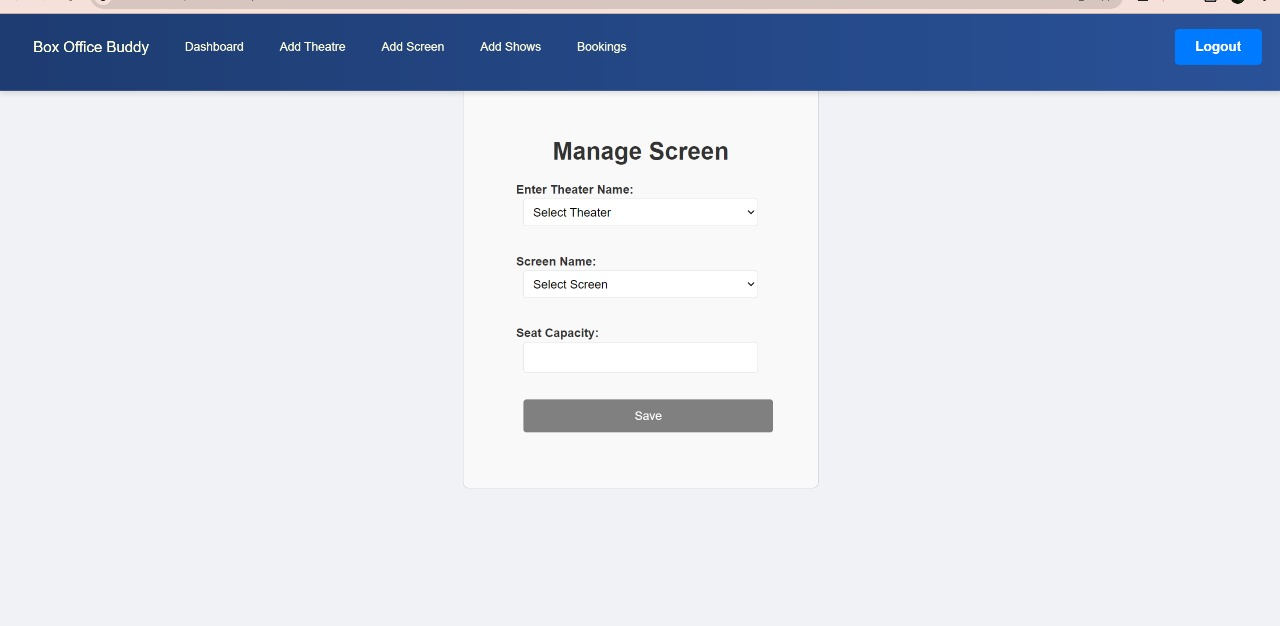 Box Office Buddy Dashboard Add Theatre Add Screen Add Shows Bookings Logout
Manage Screen
Enter Theater Name:
Select Theater
Screen Name:
Select Screen
Seat Capacity:
Save